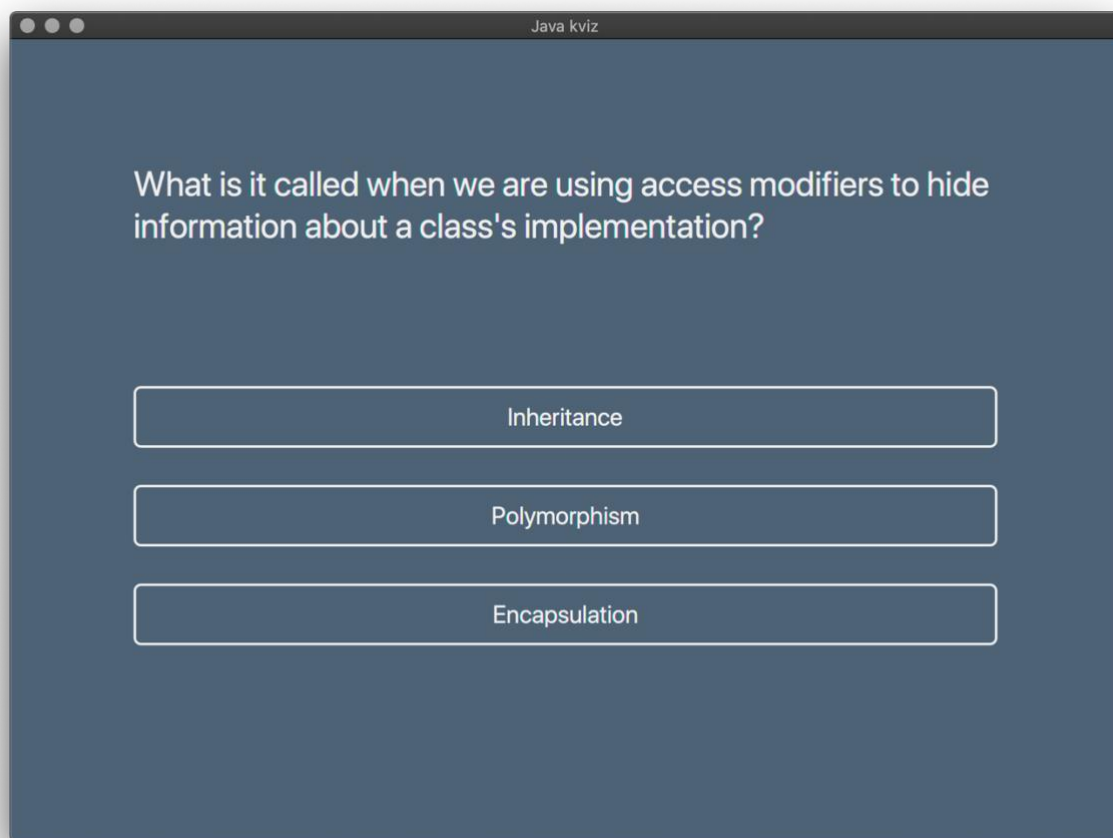 Java kviz
What is it called when we are using access modifiers to hide
information about a class's implementation?
Inheritance
Polymorphism
Encapsulation